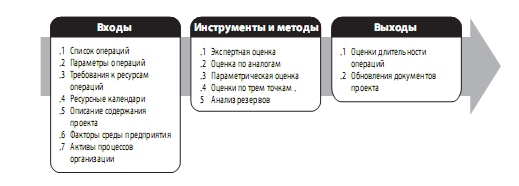 Входы
.1 Список операций
.2 Параметры операций
.3 Требования к ресурсам
операций
.4 Ресурсные календари
.5 Описание содержания
проекта
.6 Факторы среды предприятия
.7 Активы процессов
организации
Инструменты и методы
.1 Экспертная оценка
.2 Оценка по аналогам
.3 Параметрическая оценка
.4 Оценки по трем точкам .
5 Анализ резервов
Выходы
.1 Оценки длительности
операций
.2 Обновления документов
проекта